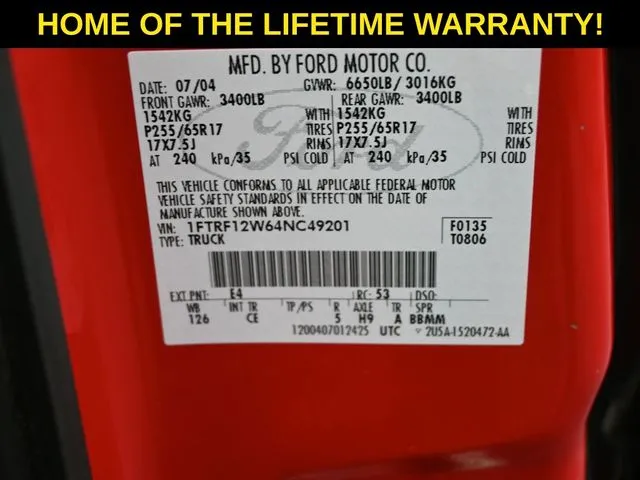 HOME OF THE LIFETIME WARRANTY!
MFD. BY FORD MOTOR CO.
DATE: 07/04 GVWR: 6650LB/ 3016KG
FRONT GAWR: 3400LB REAR GAWR: 3400LB
1542KG WITH 1542KG WITH
P255/65R17 TIRES P255/65R17 TIRES
17X7.5J RIMS 17X7.5J RIMS
AT 240 kPa/35 PSI COLD AT 240 kPa/35 PSI COLD
THIS VEHICLE CONFORMS TO ALL APPLICABLE FEDERAL MOTOR
VEHICLE SAFETY STANDARDS IN EFFECT ON THE DATE OF
MANUFACTURE SHOWN ABOVE.
VIN: 1FTRF12W64NC49201 F0135
TYPE: TRUCK T0806
EXT PNT: E4 RC: 53 DSO:
WB INT TR TP/PS R AXLE TR SPR
126 CE 5 H9 A BBMM
1200407012425 UTC 2U5A-1520472-AA
Ford